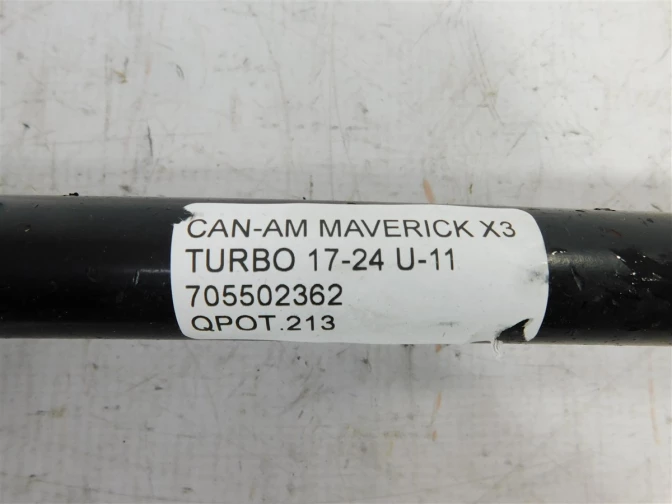 CAN-AM MAVERICK X3
TURBO 17-24 U-11
705502362
QPOT.213